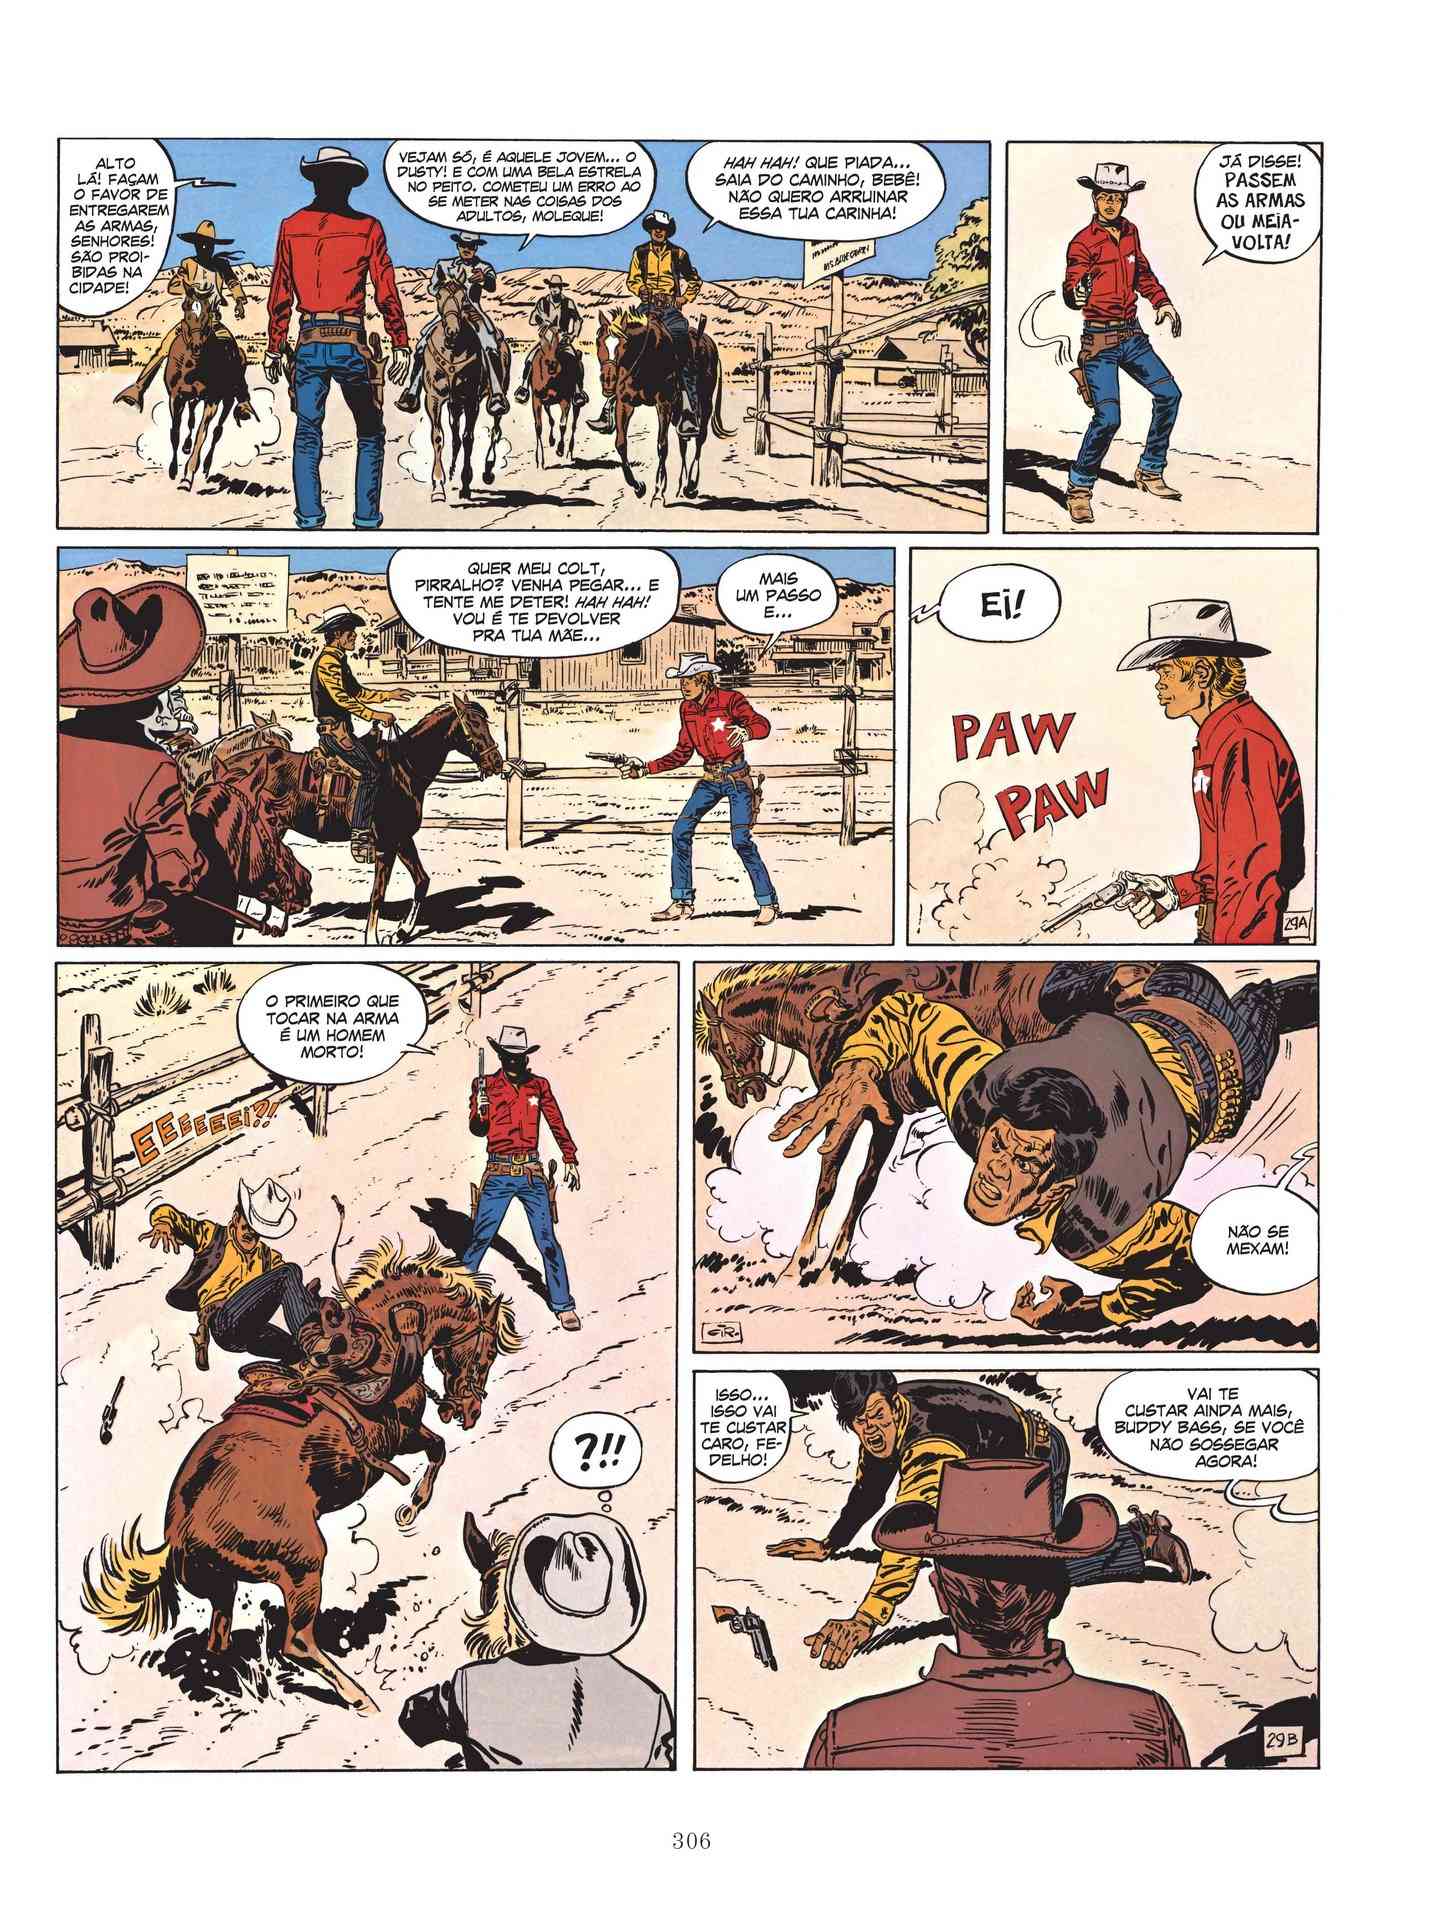 ALTO
LÁ! FAÇAM
O FAVOR DE
ENTREGAREM
AS ARMAS,
SENHORES!
SÃO PROI-
BIDAS NA
CIDADE!
VEJAM SÓ, É AQUELE JOVEM... O
DUSTY! E COM UMA BELA ESTRELA
NO PEITO. COMETEU UM ERRO AO
SE METER NAS COISAS DOS
ADULTOS, MOLEQUE!
HAH HAH! QUE PIADA...
SAIA DO CAMINHO, BEBÊ!
NÃO QUERO ARRUINAR
ESSA TUA CARINHA!
JÁ DISSE!
PASSEM
AS ARMAS
OU MEIA-
VOLTA!
QUER MEU COLT,
PIRRALHO? VENHA PEGAR... E
TENTE ME DETER! HAH HAH!
VOU É TE DEVOLVER
PRA TUA MÃE...
MAIS
UM PASSO
E...
EI!
PAW
PAW
29A
O PRIMEIRO QUE
TOCAR NA ARMA
É UM HOMEM
MORTO!
EEEEEEI?!
?!!
NÃO SE
MEXAM!
GIR.
ISSO...
ISSO VAI
TE CUSTAR
CARO, FE-
DELHO!
VAI TE
CUSTAR AINDA MAIS,
BUDDY BASS, SE VOCÊ
NÃO SOSSEGAR
AGORA!
29B
306